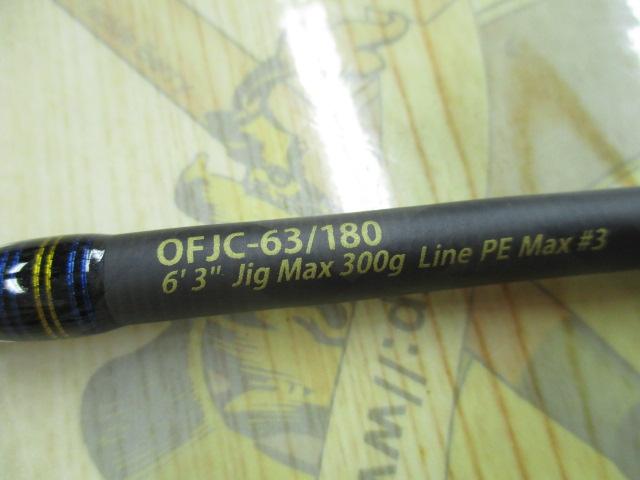 OFJC-63/180
6' 3" Jig Max 300g Line PE Max #3